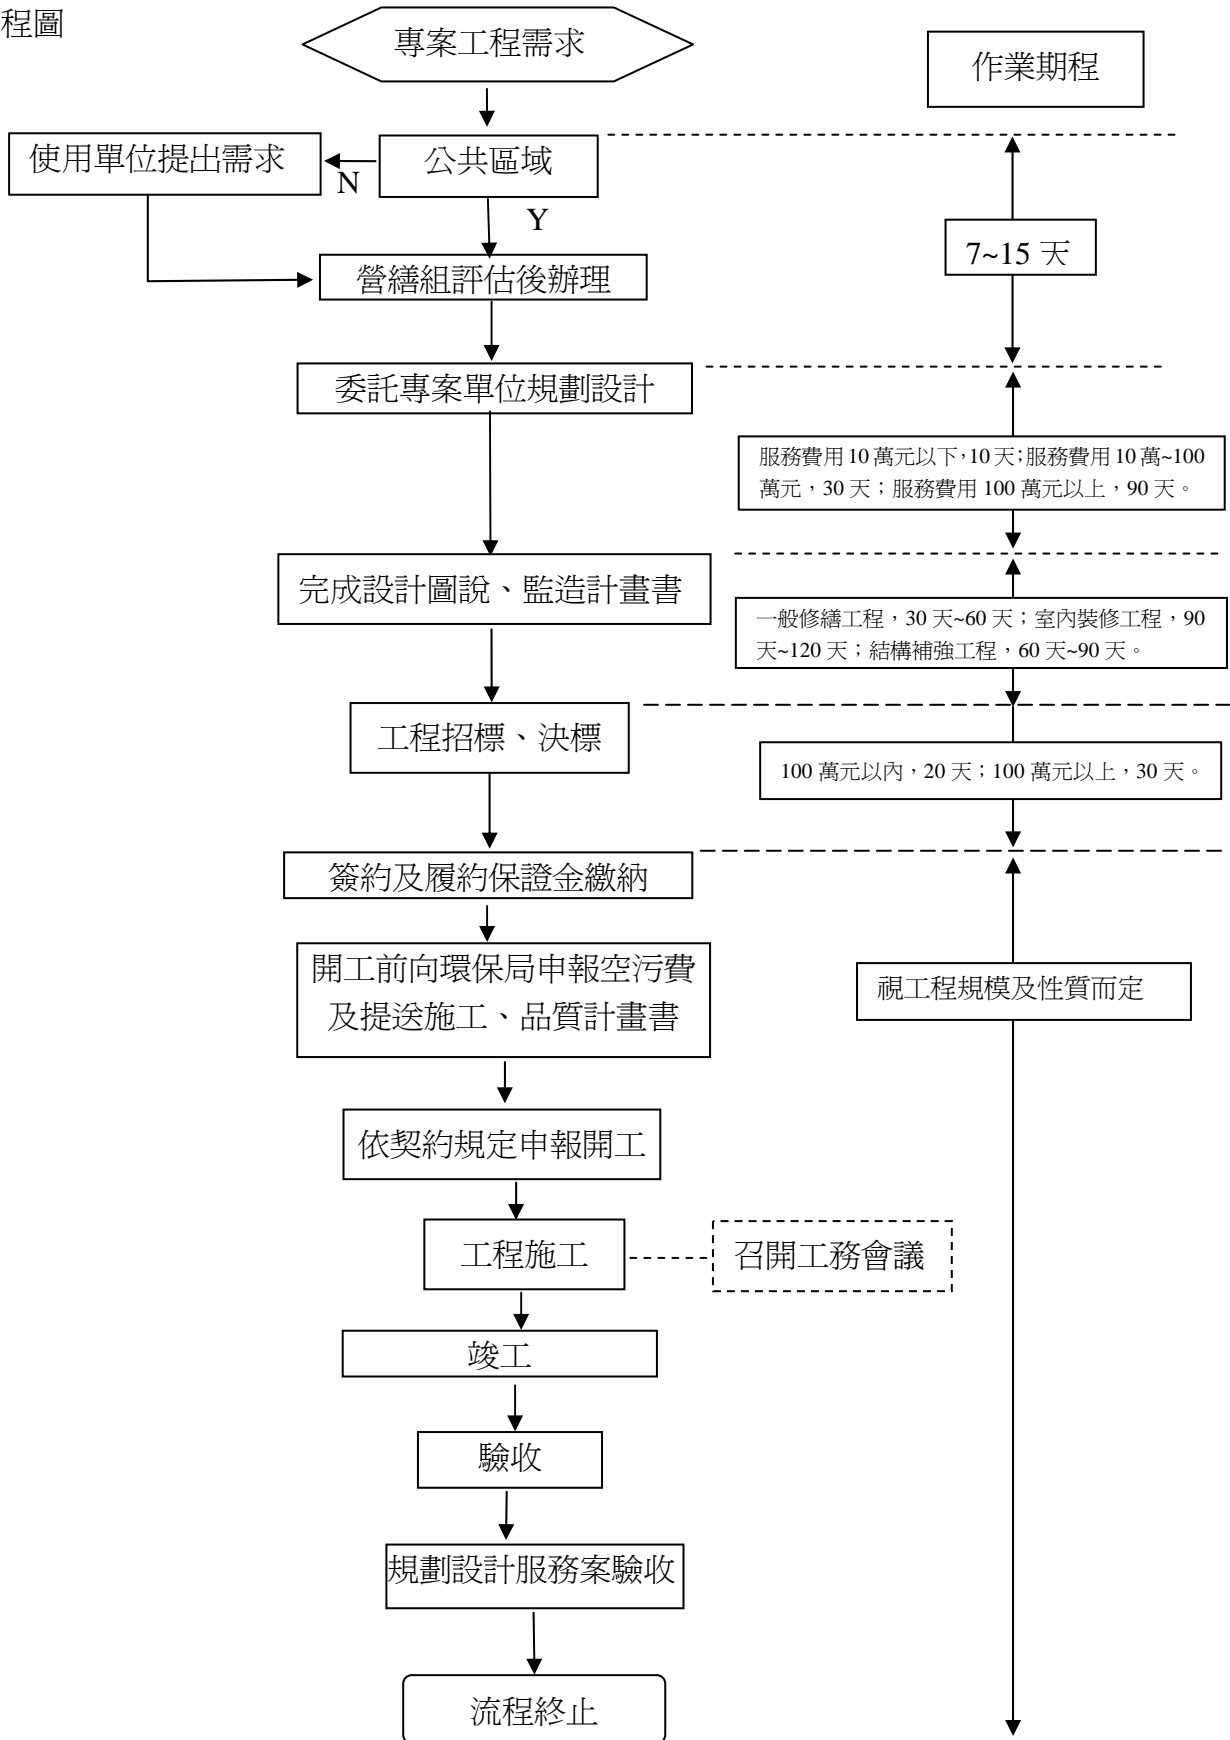 程圖
專案工程需求
作業期程
使用單位提出需求
N
公共區域
Y
7~15 天
營繕組評估後辦理
委託專案單位規劃設計
服務費用 10 萬元以下，10 天；服務費用 10 萬~100
萬元，30 天；服務費用 100 萬元以上，90 天。
完成設計圖說、監造計畫書
一般修繕工程，30 天~60 天；室內裝修工程，90
天~120 天；結構補強工程，60 天~90 天。
工程招標、決標
100 萬元以內，20 天；100 萬元以上，30 天。
簽約及履約保證金繳納
開工前向環保局申報空污費
及提送施工、品質計畫書
視工程規模及性質而定
依契約規定申報開工
工程施工
召開工務會議
竣工
驗收
規劃設計服務案驗收
流程終止